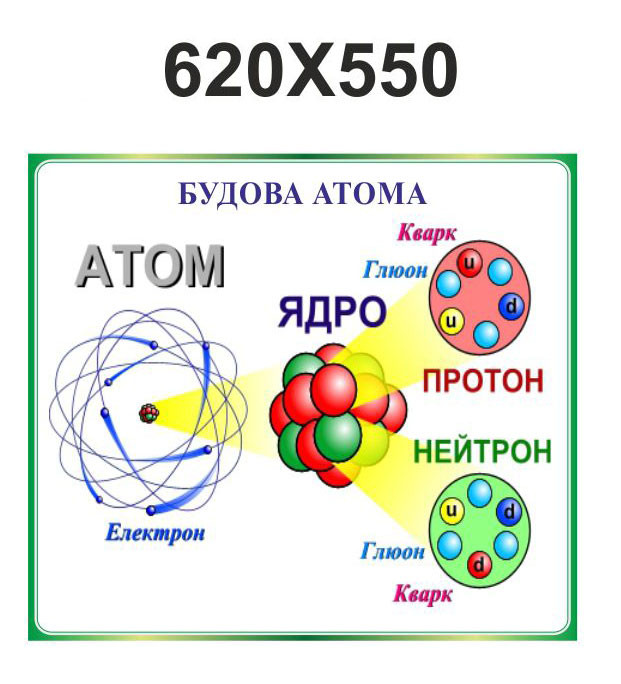 620X550
БУДОВА АТОМА
АТОМ
ЯДРО
Кварк
Глюон
u
d
u
ПРОТОН
НЕЙТРОН
u
d
d
Глюон
Кварк
Електрон